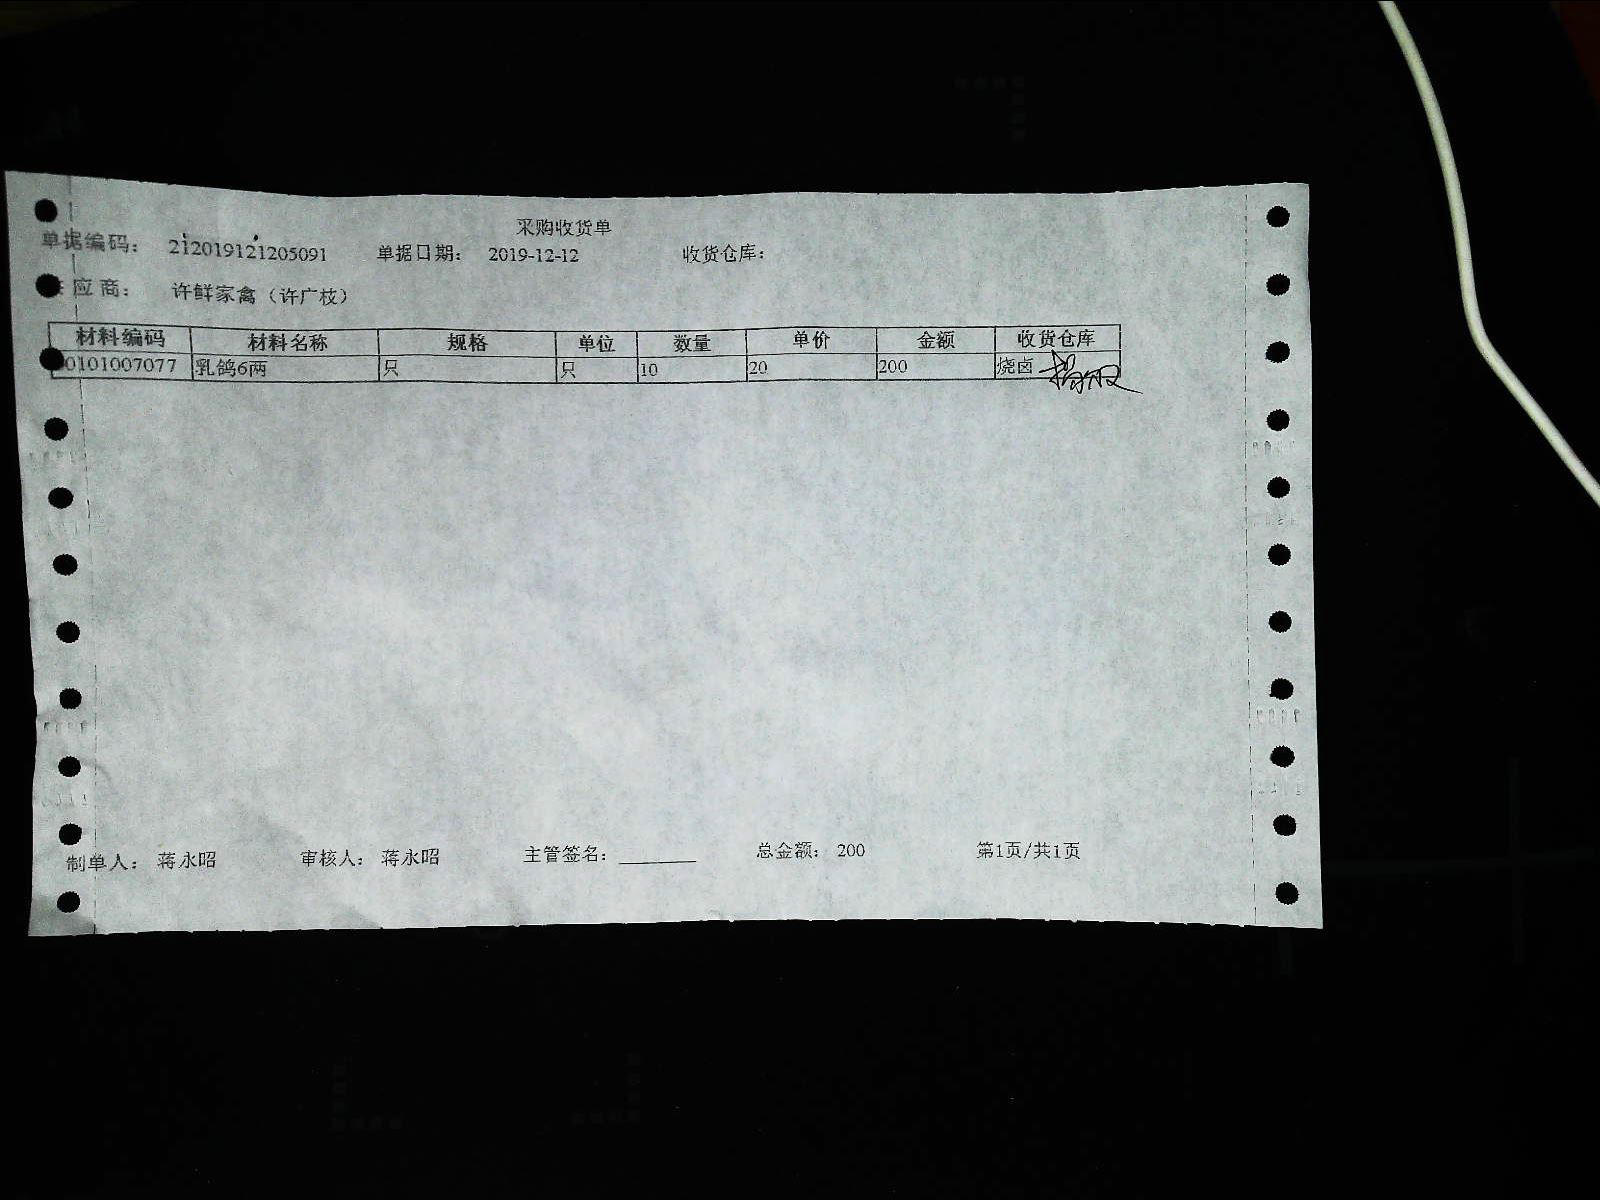 采购收货单
单据编码： 212019121205091 单据日期： 2019-12-12 收货仓库：
应商： 许鲜家禽（许广枝）
材料编码 材料名称 规格 单位 数量 单价 金额 收货仓库
0101007077 乳鸽6两 只 只 10 20 200 烧卤
制单人： 蒋永昭 审核人： 蒋永昭 主管签名：________ 总金额： 200 第1页/共1页